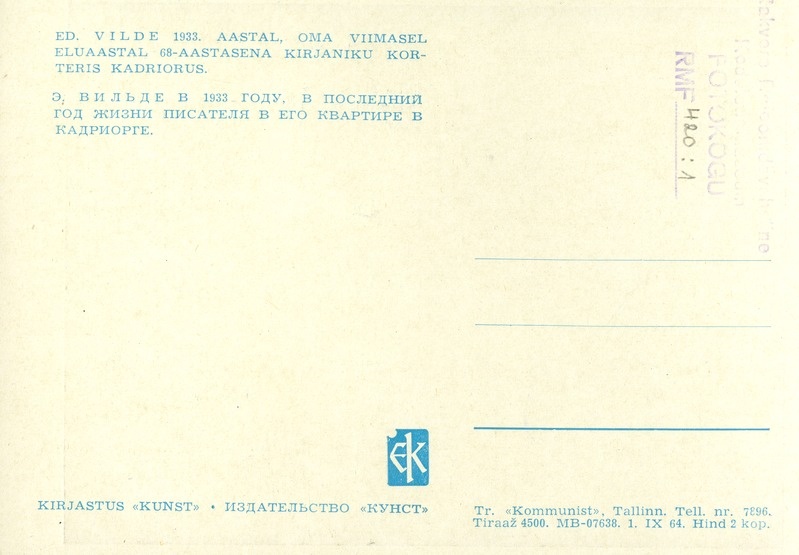 ED. VILDE 1933. AASTAL, OMA VIIMASEL
ELUAASTAL 68-AASTASENA KIRJANIKU KOR-
TERIS KADRIORUS.
Э. ВИЛЬДЕ В 1933 ГОДУ, В ПОСЛЕДНИЙ
ГОД ЖИЗНИ ПИСАТЕЛЯ В ЕГО КВАРТИРЕ В
КАДРИОРГЕ.
FOTOKOGU
RMF 420:1
EK
KIRJASTUS «KUNST» • ИЗДАТЕЛЬСТВО «КУНСТ»
Tr. «Kommunist», Tallinn. Tell. nr. 7896.
Tiraaž 4500. MB-07638. 1. IX 64. Hind 2 kop.